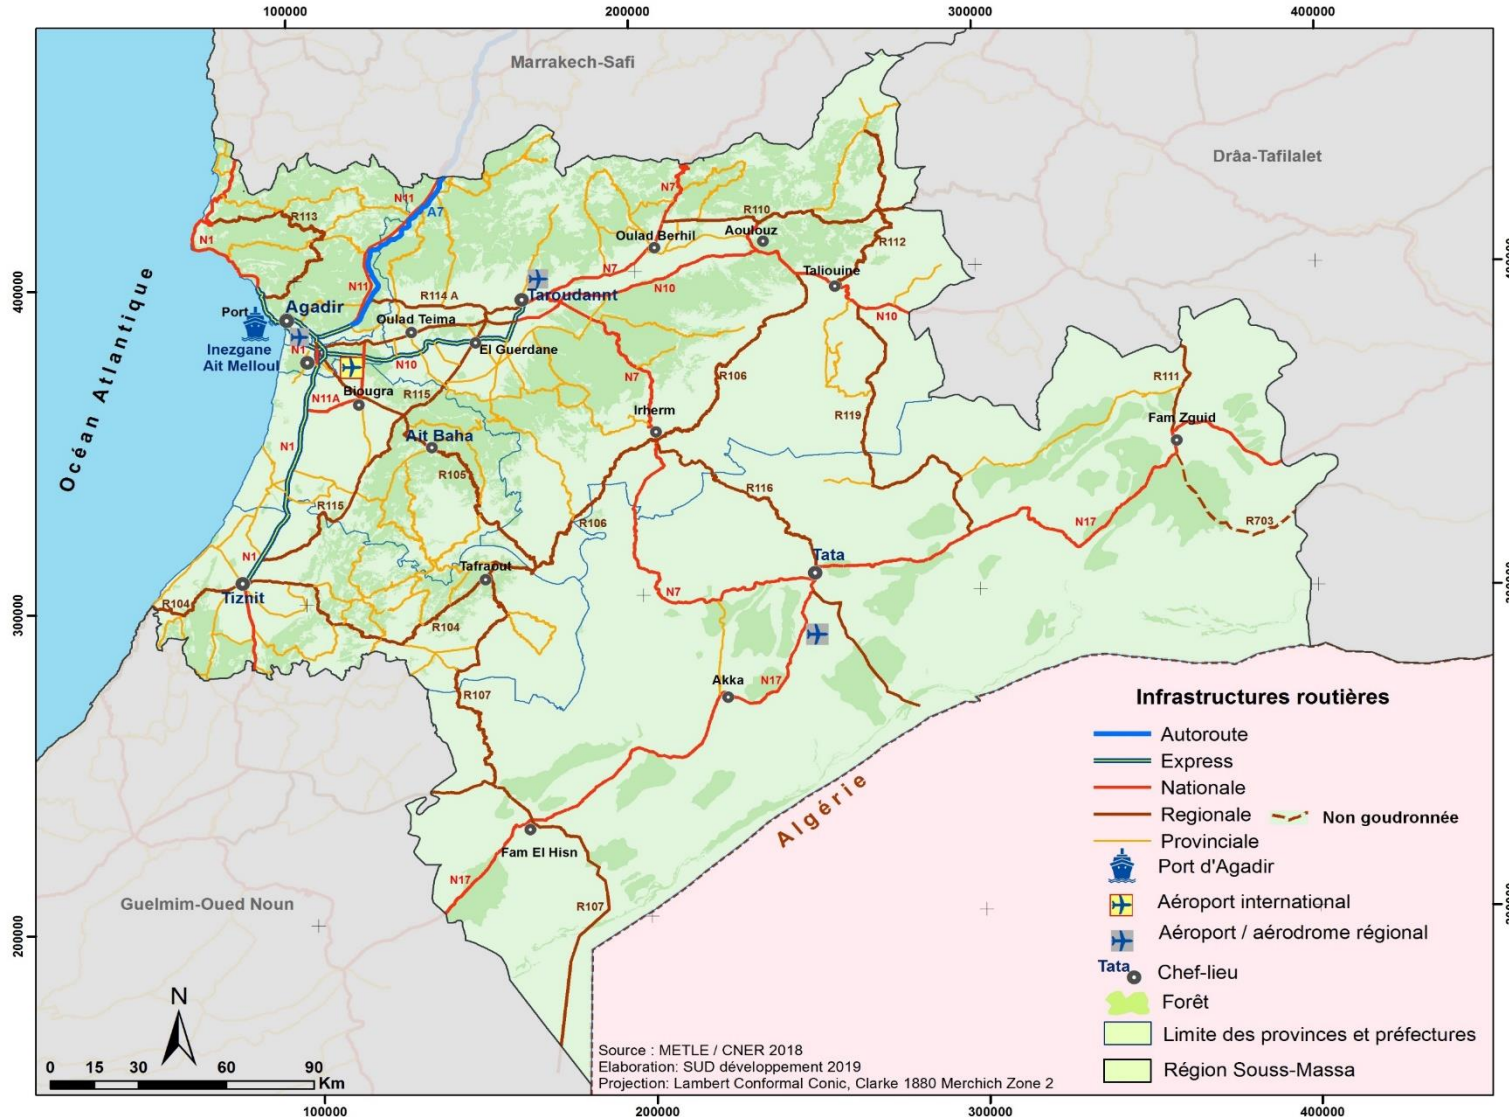 100000
200000
300000
400000
Marrakech-Safi
Drâa-Tafilalet
N11
A7
N7
R113
R110
N1
Oulad Berhil
Aoulouz
R112
400000
400000
N7
N10
Taliouine
N11
R114 A
Taroudannt
Agadir
Port
Oulad Teima
N10
Inezgane
Ait Melloul
N1
El Guerdane
N10
N7
R106
R111
Biougra
R115
N11A
Irherm
R119
Fam Zguid
Ait Baha
N1
R105
R116
R115
R106
N17
R703
Océan Atlantique
N1
Tata
Tafraout
Tiznit
R104
N7
300000
300000
R104
Akka
N17
R107
Algérie
Fam El Hisn
N17
R107
Guelmim-Oued Noun
200000
200000
Infrastructures routières
Autoroute
Express
Nationale
Regionale
Non goudronnée
Provinciale
Port d'Agadir
Aéroport international
Aéroport / aérodrome régional
Tata
Chef-lieu
Forêt
Limite des provinces et préfectures
Région Souss-Massa
N
0 15 30 60 90
Km
Source : METLE / CNER 2018
Elaboration: SUD développement 2019
Projection: Lambert Conformal Conic, Clarke 1880 Merchich Zone 2
100000
200000
300000
400000